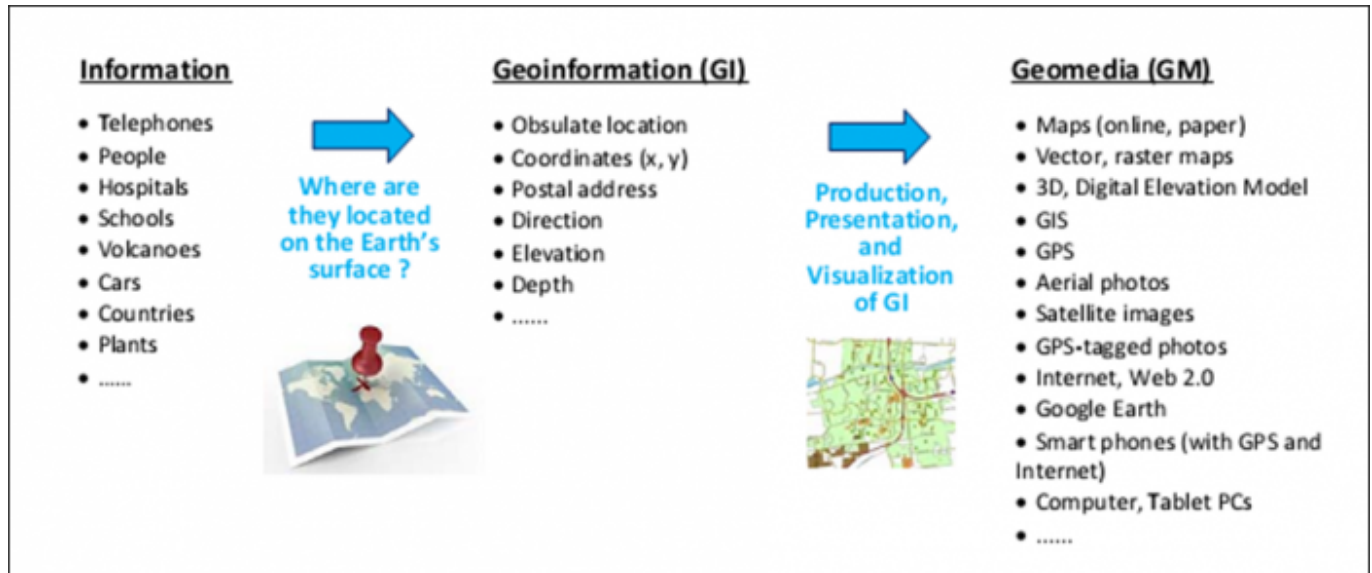 Information
• Telephones
• People
• Hospitals
• Schools
• Volcanoes
• Cars
• Countries
• Plants
• ......
Where are
they located
on the Earth's
surface ?
Geoinformation (GI)
• Obsulate location
• Coordinates (x, y)
• Postal address
• Direction
• Elevation
• Depth
• ......
Production,
Presentation,
and
Visualization
of GI
Geomedia (GM)
• Maps (online, paper)
• Vector, raster maps
• 3D, Digital Elevation Model
• GIS
• GPS
• Aerial photos
• Satellite images
• GPS-tagged photos
• Internet, Web 2.0
• Google Earth
• Smart phones (with GPS and
Internet)
• Computer, Tablet PCs
• ......